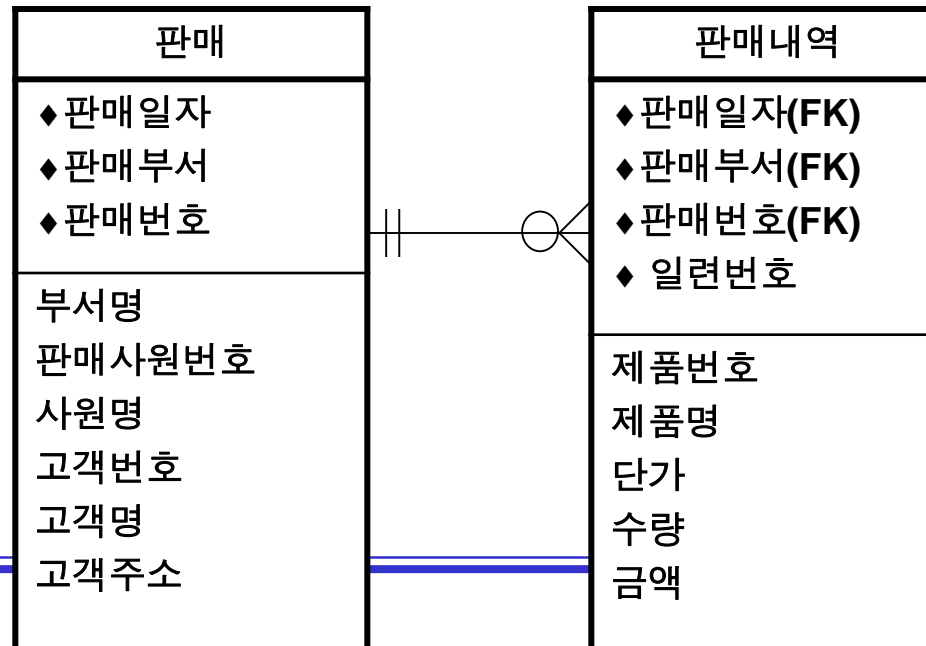 판매
♦판매일자
♦판매부서
♦판매번호
부서명
판매사원번호
사원명
고객번호
고객명
고객주소
판매내역
♦판매일자(FK)
♦판매부서(FK)
♦판매번호(FK)
♦ 일련번호
제품번호
제품명
단가
수량
금액